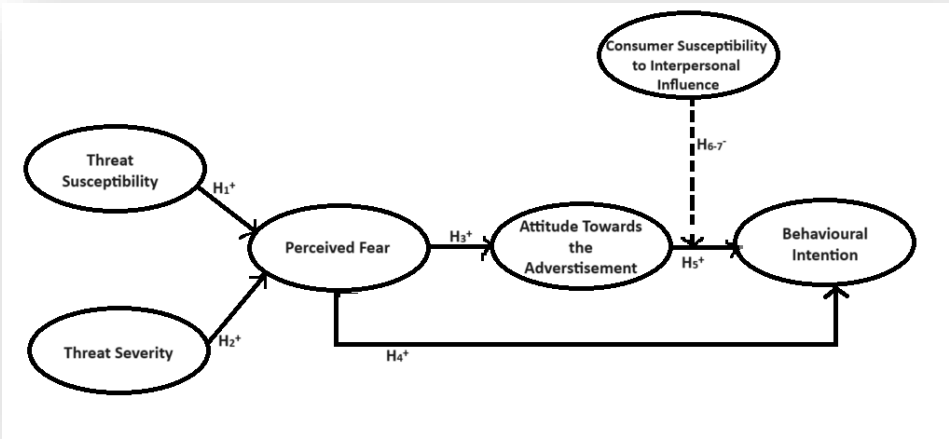 Consumer Susceptibility
to Interpersonal
Influence
H6-7-
Threat
Susceptibility
H1+
Perceived Fear
H3+
Attitude Towards
the
Adverstisement
H5+
Behavioural
Intention
Threat Severity
H2+
H4+